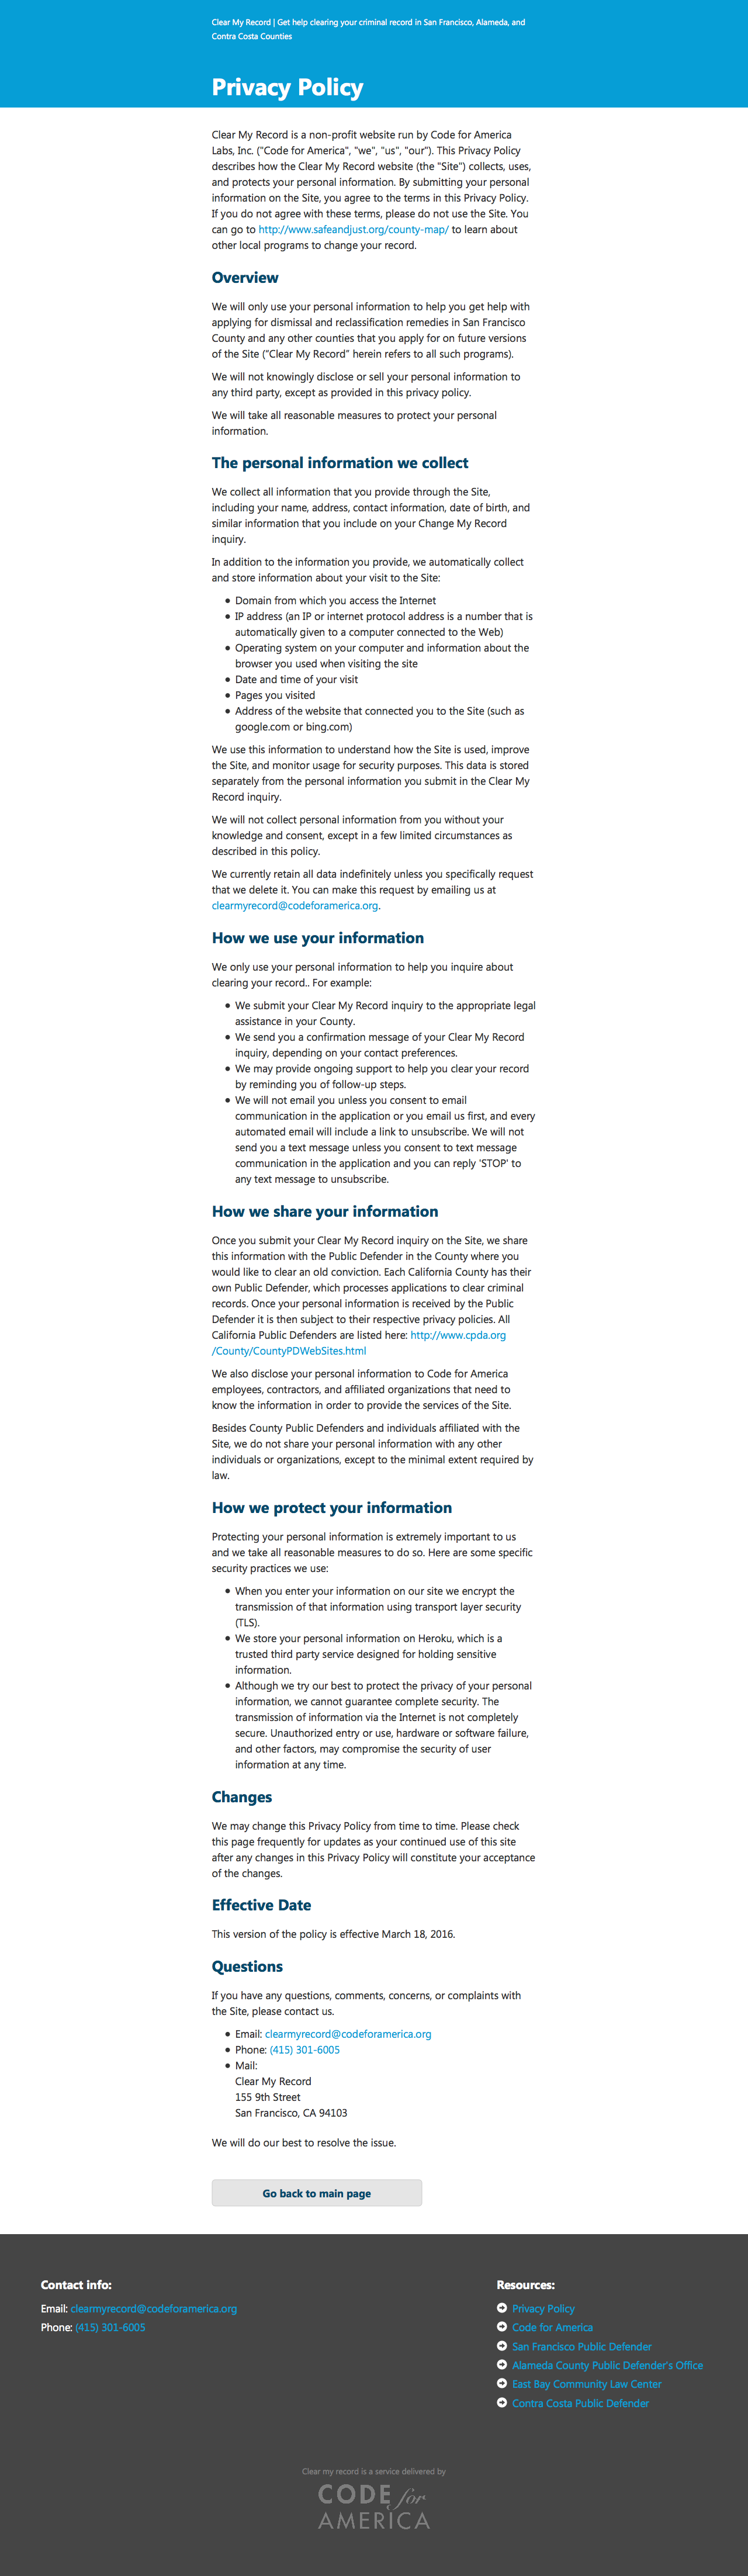 Clear My Record | Get help clearing your criminal record in San Francisco, Alameda, and
Contra Costa Counties
Privacy Policy
Clear My Record is a non-profit website run by Code for America
Labs, Inc. ("Code for America", "we", "us", "our"). This Privacy Policy
describes how the Clear My Record website (the "Site") collects, uses,
and protects your personal information. By submitting your personal
information on the Site, you agree to the terms in this Privacy Policy.
If you do not agree with these terms, please do not use the Site. You
can go to http://www.safeandjust.org/county-map/ to learn about
other local programs to change your record.
Overview
We will only use your personal information to help you get help with
applying for dismissal and reclassification remedies in San Francisco
County and any other counties that you apply for on future versions
of the Site (“Clear My Record” herein refers to all such programs).
We will not knowingly disclose or sell your personal information to
any third party, except as provided in this privacy policy.
We will take all reasonable measures to protect your personal
information.
The personal information we collect
We collect all information that you provide through the Site,
including your name, address, contact information, date of birth, and
similar information that you include on your Change My Record
inquiry.
In addition to the information you provide, we automatically collect
and store information about your visit to the Site:
• Domain from which you access the Internet
• IP address (an IP or internet protocol address is a number that is
automatically given to a computer connected to the Web)
• Operating system on your computer and information about the
browser you used when visiting the site
• Date and time of your visit
• Pages you visited
• Address of the website that connected you to the Site (such as
google.com or bing.com)
We use this information to understand how the Site is used, improve
the Site, and monitor usage for security purposes. This data is stored
separately from the personal information you submit in the Clear My
Record inquiry.
We will not collect personal information from you without your
knowledge and consent, except in a few limited circumstances as
described in this policy.
We currently retain all data indefinitely unless you specifically request
that we delete it. You can make this request by emailing us at
clearmyrecord@codeforamerica.org.
How we use your information
We only use your personal information to help you inquire about
clearing your record.. For example:
• We submit your Clear My Record inquiry to the appropriate legal
assistance in your County.
• We send you a confirmation message of your Clear My Record
inquiry, depending on your contact preferences.
• We may provide ongoing support to help you clear your record
by reminding you of follow-up steps.
• We will not email you unless you consent to email
communication in the application or you email us first, and every
automated email will include a link to unsubscribe. We will not
send you a text message unless you consent to text message
communication in the application and you can reply 'STOP' to
any text message to unsubscribe.
How we share your information
Once you submit your Clear My Record inquiry on the Site, we share
this information with the Public Defender in the County where you
would like to clear an old conviction. Each California County has their
own Public Defender, which processes applications to clear criminal
records. Once your personal information is received by the Public
Defender it is then subject to their respective privacy policies. All
California Public Defenders are listed here: http://www.cpda.org
/County/CountyPDWebSites.html
We also disclose your personal information to Code for America
employees, contractors, and affiliated organizations that need to
know the information in order to provide the services of the Site.
Besides County Public Defenders and individuals affiliated with the
Site, we do not share your personal information with any other
individuals or organizations, except to the minimal extent required by
law.
How we protect your information
Protecting your personal information is extremely important to us
and we take all reasonable measures to do so. Here are some specific
security practices we use:
• When you enter your information on our site we encrypt the
transmission of that information using transport layer security
(TLS).
• We store your personal information on Heroku, which is a
trusted third party service designed for holding sensitive
information.
• Although we try our best to protect the privacy of your personal
information, we cannot guarantee complete security. The
transmission of information via the Internet is not completely
secure. Unauthorized entry or use, hardware or software failure,
and other factors, may compromise the security of user
information at any time.
Changes
We may change this Privacy Policy from time to time. Please check
this page frequently for updates as your continued use of this site
after any changes in this Privacy Policy will constitute your acceptance
of the changes.
Effective Date
This version of the policy is effective March 18, 2016.
Questions
If you have any questions, comments, concerns, or complaints with
the Site, please contact us.
• Email: clearmyrecord@codeforamerica.org
• Phone: (415) 301-6005
• Mail:
Clear My Record
155 9th Street
San Francisco, CA 94103
We will do our best to resolve the issue.
Go back to main page
Contact info:
Email: clearmyrecord@codeforamerica.org
Phone: (415) 301-6005
Resources:
Privacy Policy
Code for America
San Francisco Public Defender
Alameda County Public Defender's Office
East Bay Community Law Center
Contra Costa Public Defender
Clear my record is a service delivered by
CODE for
AMERICA